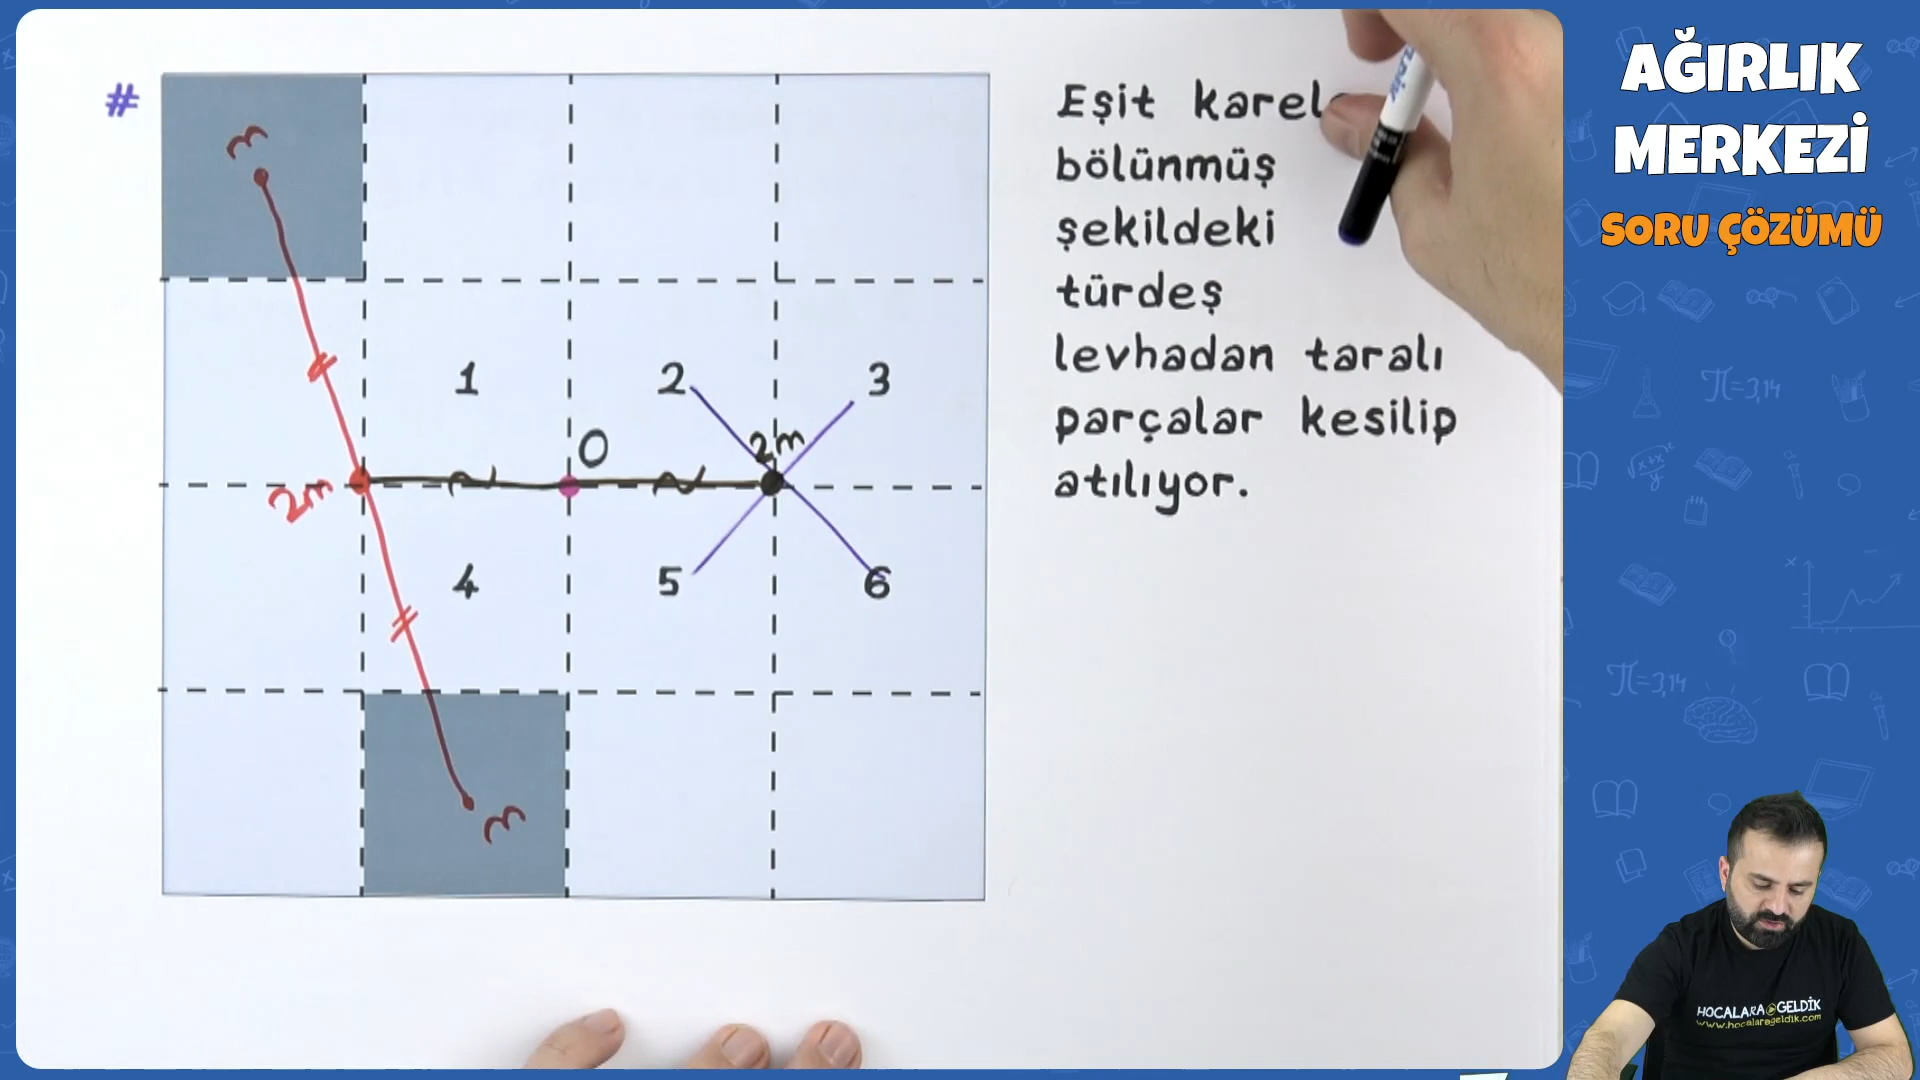 #
m
1
2
3
O
2m
2m
4
5
6
m
Eşit karel
bölünmüş
şekildeki
türdeş
levhadan taralı
parçalar kesilip
atılıyor.
AĞIRLIK
MERKEZİ
SORU ÇÖZÜMÜ
π=3,14
π=3,14
HOCALARA GELDİK
www.hocalarageldik.com